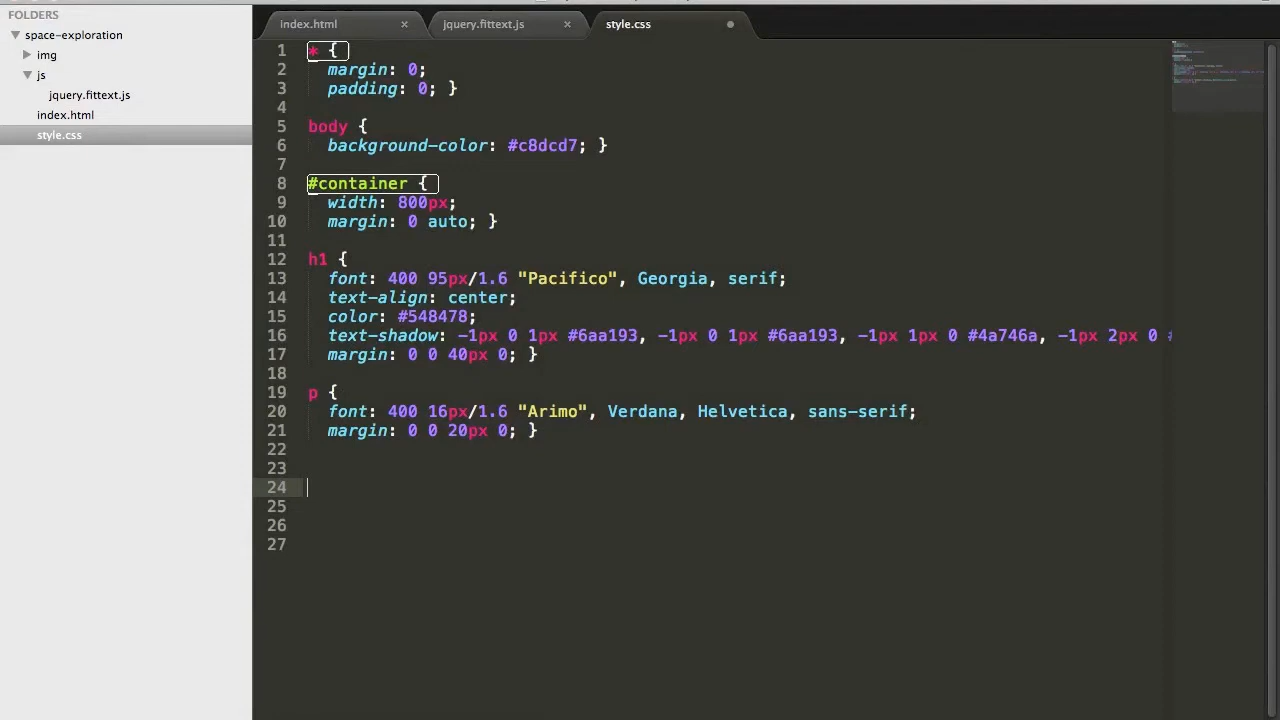 FOLDERS
space-exploration
img
js
jquery.fittext.js
index.html
style.css
index.html × jquery.fittext.js × style.css
1 * {
2 margin: 0;
3 padding: 0; }
4
5 body {
6 background-color: #c8dcd7; }
7
8 #container {
9 width: 800px;
10 margin: 0 auto; }
11
12 h1 {
13 font: 400 95px/1.6 "Pacifico", Georgia, serif;
14 text-align: center;
15 color: #548478;
16 text-shadow: -1px 0 1px #6aa193, -1px 0 1px #6aa193, -1px 1px 0 #4a746a, -1px 2px 0 #
17 margin: 0 0 40px 0; }
18
19 p {
20 font: 400 16px/1.6 "Arimo", Verdana, Helvetica, sans-serif;
21 margin: 0 0 20px 0; }
22
23
24
25
26
27